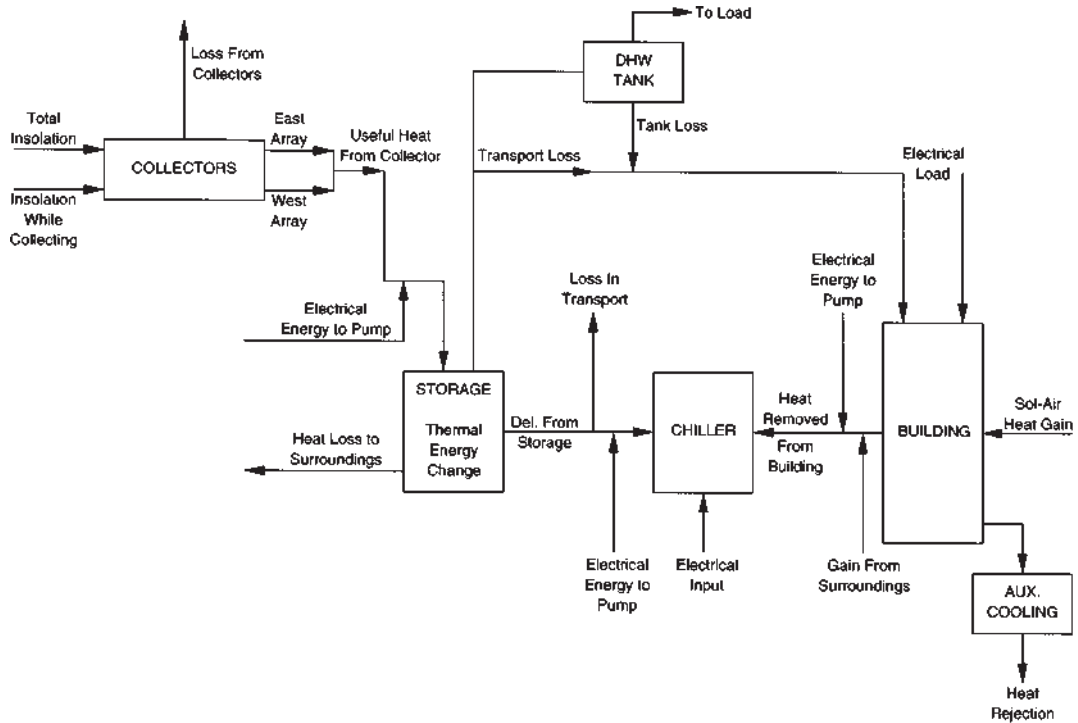 To Load
DHW
TANK
Loss From
Collectors
Total
Insolation
East
Array
Useful Heat
From Collector
Tank Loss
Transport Loss
Electrical
Load
COLLECTORS
Insolation
While
Collecting
West
Array
Electrical
Energy to
Pump
Loss In
Transport
Electrical
Energy to Pump
STORAGE
Thermal
Energy
Change
Del. From
Storage
CHILLER
Heat
Removed
From
Building
BUILDING
Sol-Air
Heat Gain
Heat Loss to
Surroundings
Electrical
Energy to
Pump
Electrical
Input
Gain From
Surroundings
AUX.
COOLING
Heat
Rejection